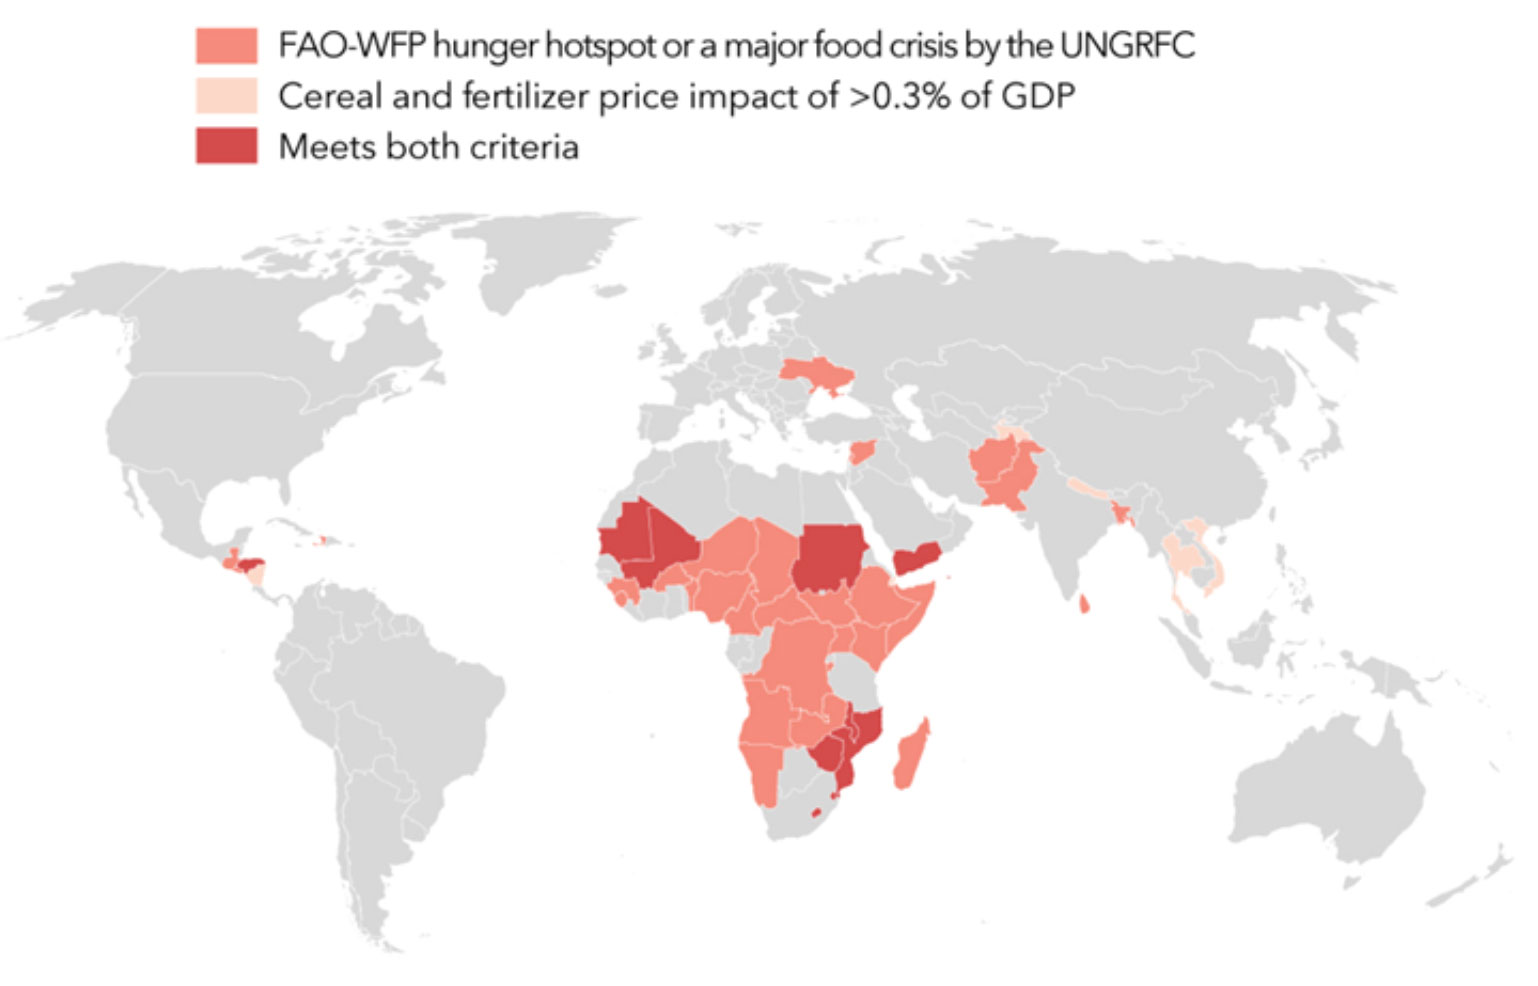 FAO-WFP hunger hotspot or a major food crisis by the UNGRFC
Cereal and fertilizer price impact of >0.3% of GDP
Meets both criteria